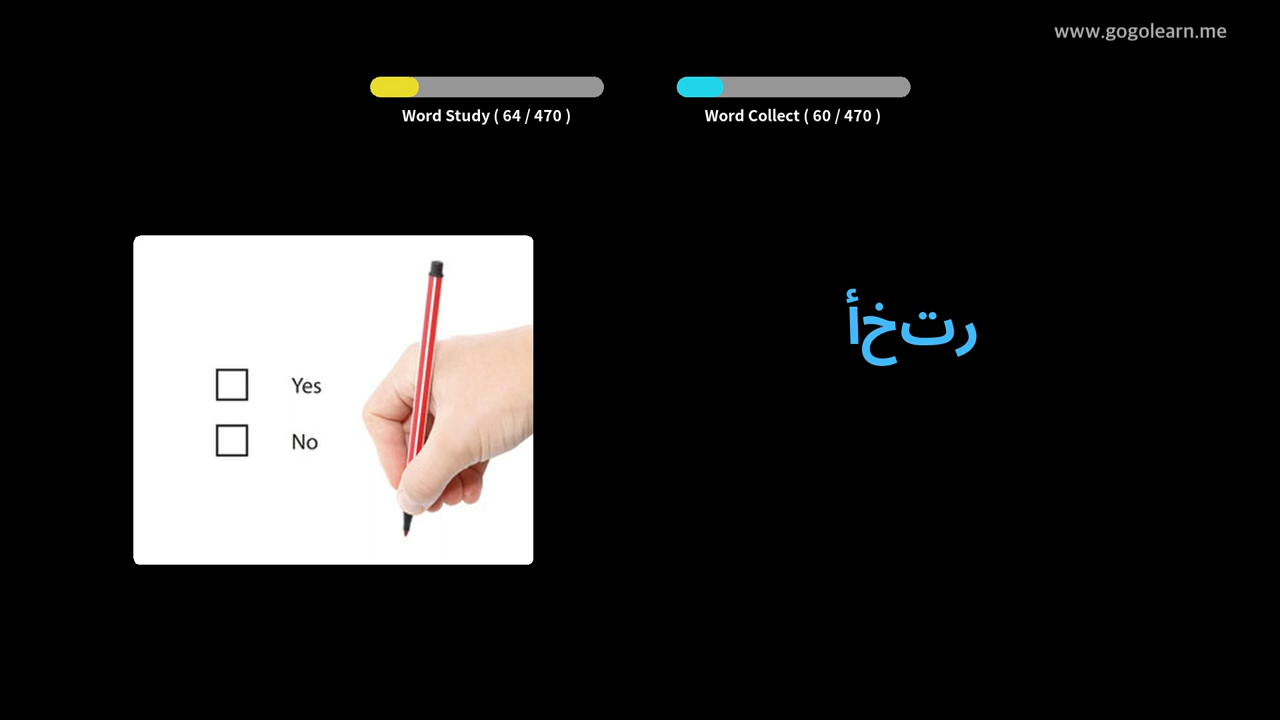 www.gogolearn.me
Word Study ( 64 / 470 )
Word Collect ( 60 / 470 )
رتخأ
Yes
No